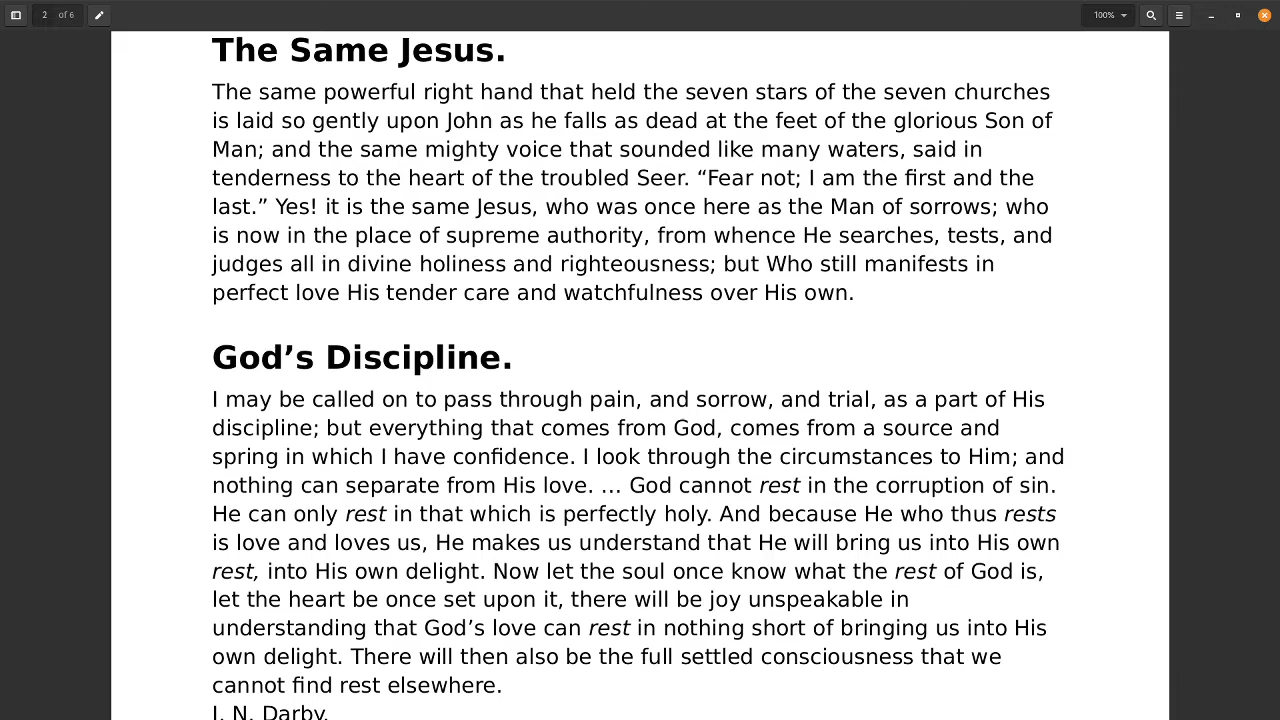 2 of 6
100%
The Same Jesus.
The same powerful right hand that held the seven stars of the seven churches
is laid so gently upon John as he falls as dead at the feet of the glorious Son of
Man; and the same mighty voice that sounded like many waters, said in
tenderness to the heart of the troubled Seer. “Fear not; I am the first and the
last.” Yes! it is the same Jesus, who was once here as the Man of sorrows; who
is now in the place of supreme authority, from whence He searches, tests, and
judges all in divine holiness and righteousness; but Who still manifests in
perfect love His tender care and watchfulness over His own.
God’s Discipline.
I may be called on to pass through pain, and sorrow, and trial, as a part of His
discipline; but everything that comes from God, comes from a source and
spring in which I have confidence. I look through the circumstances to Him; and
nothing can separate from His love. … God cannot rest in the corruption of sin.
He can only rest in that which is perfectly holy. And because He who thus rests
is love and loves us, He makes us understand that He will bring us into His own
rest, into His own delight. Now let the soul once know what the rest of God is,
let the heart be once set upon it, there will be joy unspeakable in
understanding that God’s love can rest in nothing short of bringing us into His
own delight. There will then also be the full settled consciousness that we
cannot find rest elsewhere.
J. N. Darby.